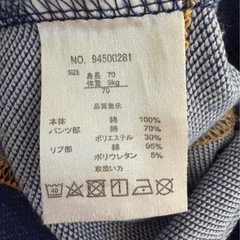 NO. 94500281
SIZE 身長 70
体重 9kg
70
品質表示
本体 綿 100%
パンツ部 綿 70%
ポリエステル 30%
リブ部 綿 95%
ポリウレタン 5%
取扱い方